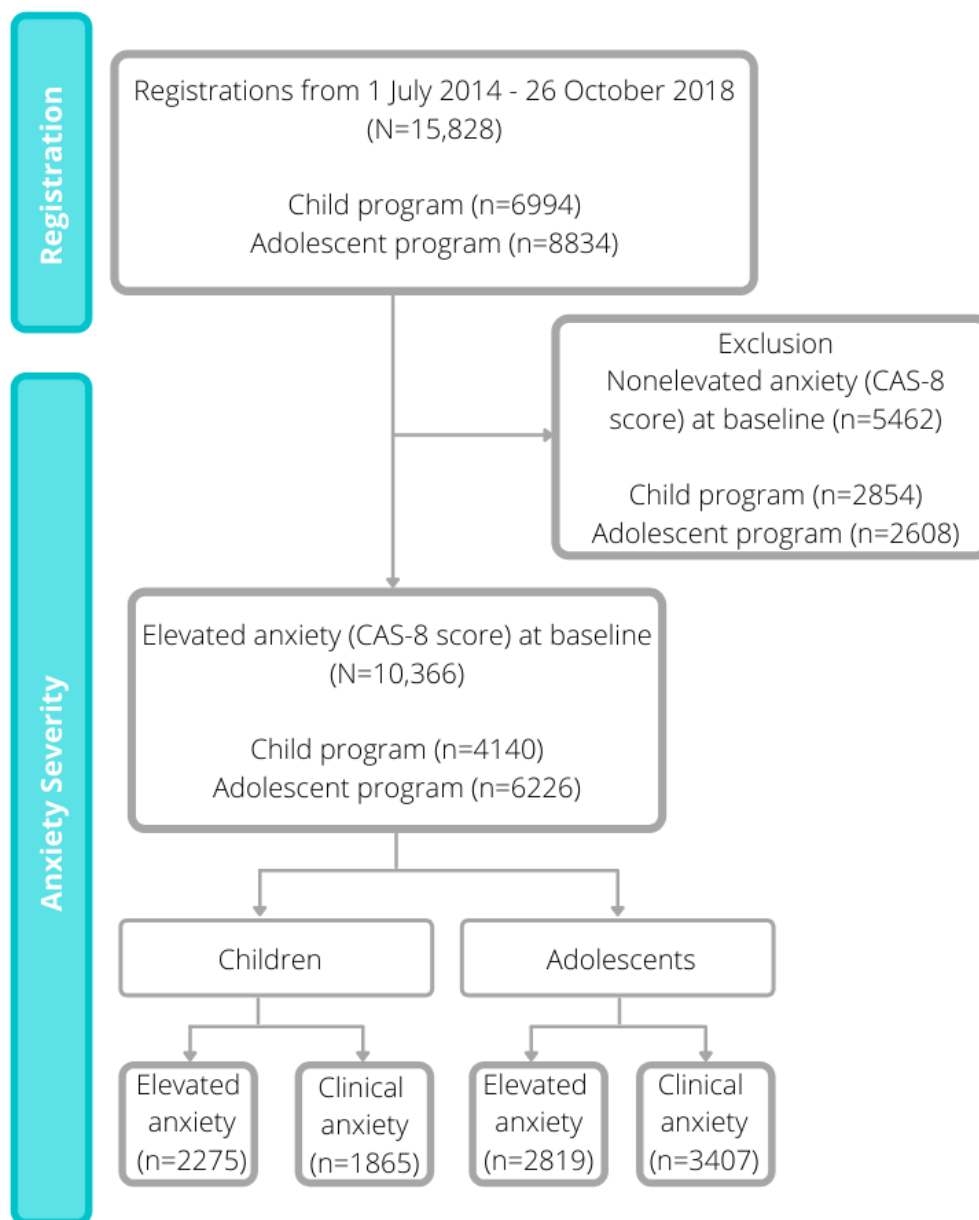 Registration
Registrations from 1 July 2014 - 26 October 2018
(N=15,828)
Child program (n=6994)
Adolescent program (n=8834)
Exclusion
Nonelevated anxiety (CAS-8
score) at baseline (n=5462)
Child program (n=2854)
Adolescent program (n=2608)
Anxiety Severity
Elevated anxiety (CAS-8 score) at baseline
(N=10,366)
Child program (n=4140)
Adolescent program (n=6226)
Children
Adolescents
Elevated
anxiety
(n=2275)
Clinical
anxiety
(n=1865)
Elevated
anxiety
(n=2819)
Clinical
anxiety
(n=3407)